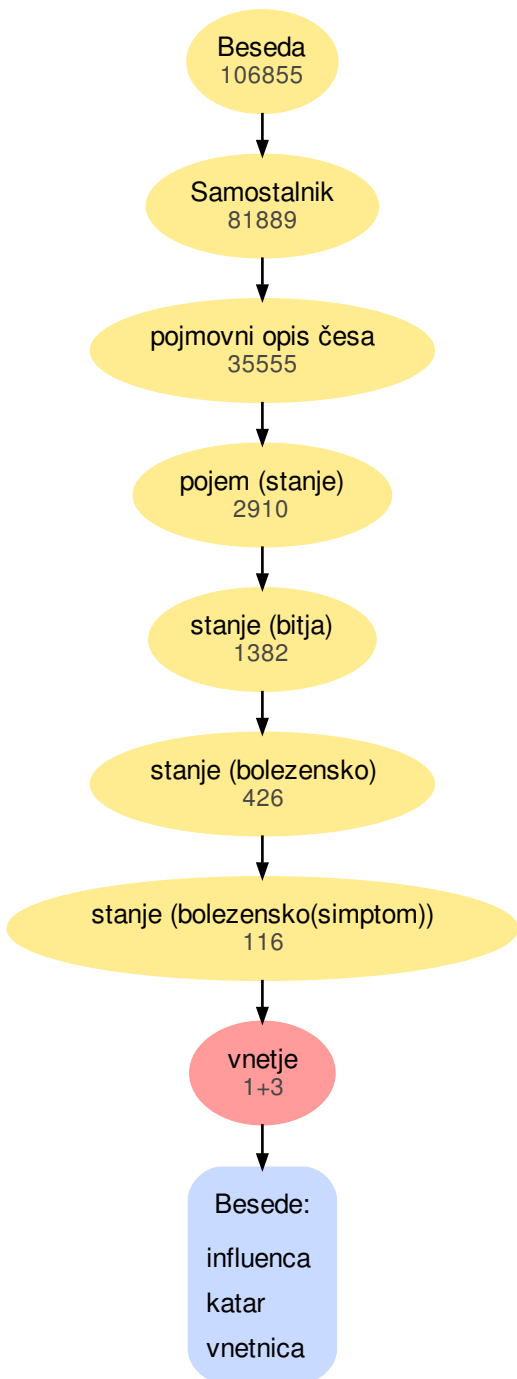 Beseda
106855
Samostalnik
81889
pojmovni opis česa
35555
pojem (stanje)
2910
stanje (bitja)
1382
stanje (bolezensko)
426
stanje (bolezensko(simptom))
116
vnetje
1+3
Besede:
influenca
katar
vnetnica